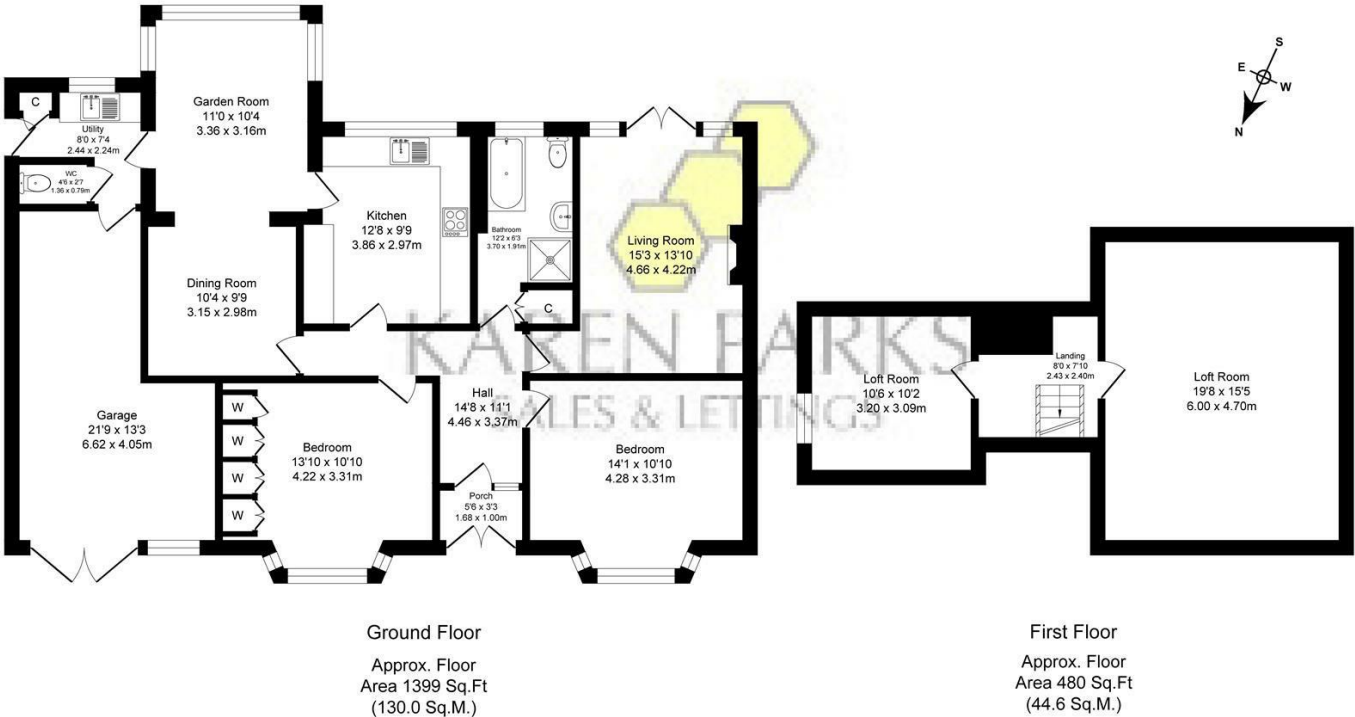 S
E
W
N
Garden Room
11'0 x 10'4
3.36 x 3.16m
C
Utility
8'0 x 7'4
2.44 x 2.24m
WC
4'6 x 2'7
1.36 x 0.79m
Kitchen
12'8 x 9'9
3.86 x 2.97m
Bathroom
12'2 x 6'3
3.70 x 1.91m
Living Room
15'3 x 13'10
4.66 x 4.22m
Dining Room
10'4 x 9'9
3.15 x 2.98m
C
KAREN PARKS
SALES & LETTINGS
Hall
14'8 x 11'1
4.46 x 3.37m
Garage
21'9 x 13'3
6.62 x 4.05m
W
W
W
W
Bedroom
13'10 x 10'10
4.22 x 3.31m
Bedroom
14'1 x 10'10
4.28 x 3.31m
Porch
5'6 x 3'3
1.68 x 1.00m
Loft Room
10'6 x 10'2
3.20 x 3.09m
Landing
8'0 x 7'10
2.43 x 2.40m
Loft Room
19'8 x 15'5
6.00 x 4.70m
Ground Floor
Approx. Floor
Area 1399 Sq.Ft
(130.0 Sq.M.)
First Floor
Approx. Floor
Area 480 Sq.Ft
(44.6 Sq.M.)